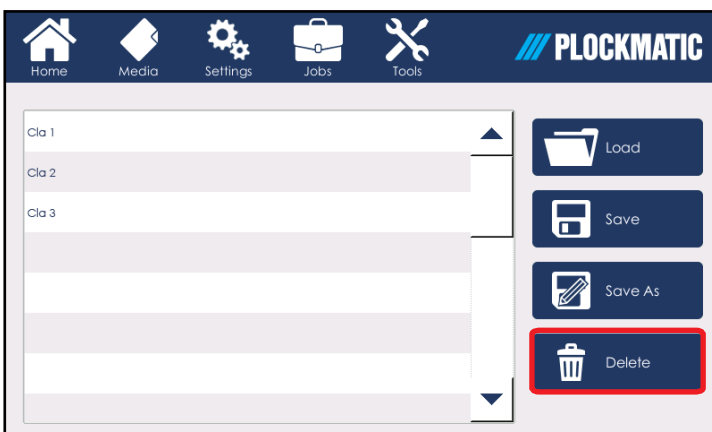 Home Media Settings Jobs Tools PLOCKMATIC
Cla 1
Cla 2
Cla 3
Load
Save
Save As
Delete